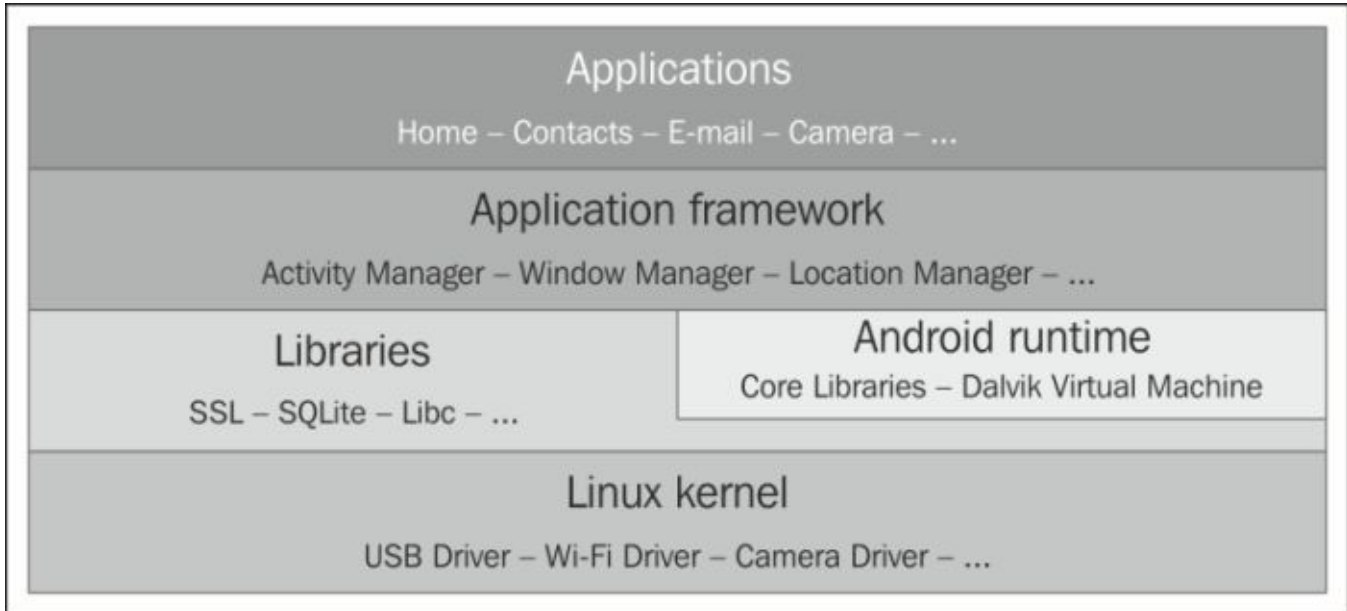 Applications
Home – Contacts – E-mail – Camera – ...
Application framework
Activity Manager – Window Manager – Location Manager – ...
Libraries
SSL – SQLite – Libc – ...
Android runtime
Core Libraries – Dalvik Virtual Machine
Linux kernel
USB Driver – Wi-Fi Driver – Camera Driver – ...